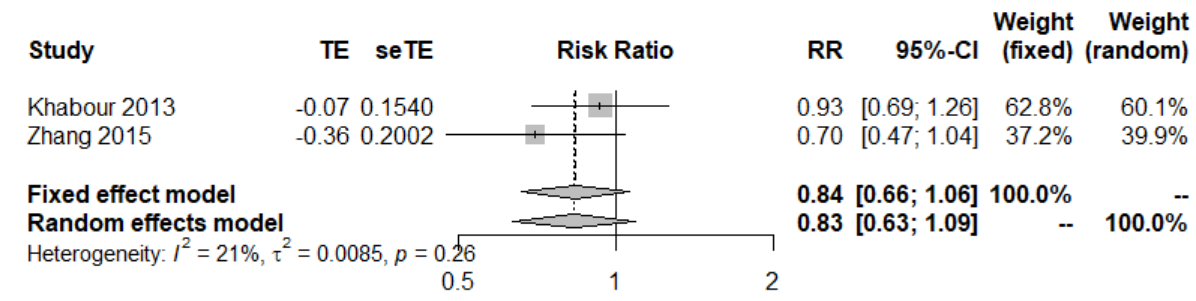 Weight Weight
Study TE seTE Risk Ratio RR 95%-CI (fixed) (random)
Khabour 2013 -0.07 0.1540 0.93 [0.69; 1.26] 62.8% 60.1%
Zhang 2015 -0.36 0.2002 0.70 [0.47; 1.04] 37.2% 39.9%
Fixed effect model 0.84 [0.66; 1.06] 100.0% --
Random effects model 0.83 [0.63; 1.09] -- 100.0%
Heterogeneity: I² = 21%, τ² = 0.0085, p = 0.26
0.5 1 2